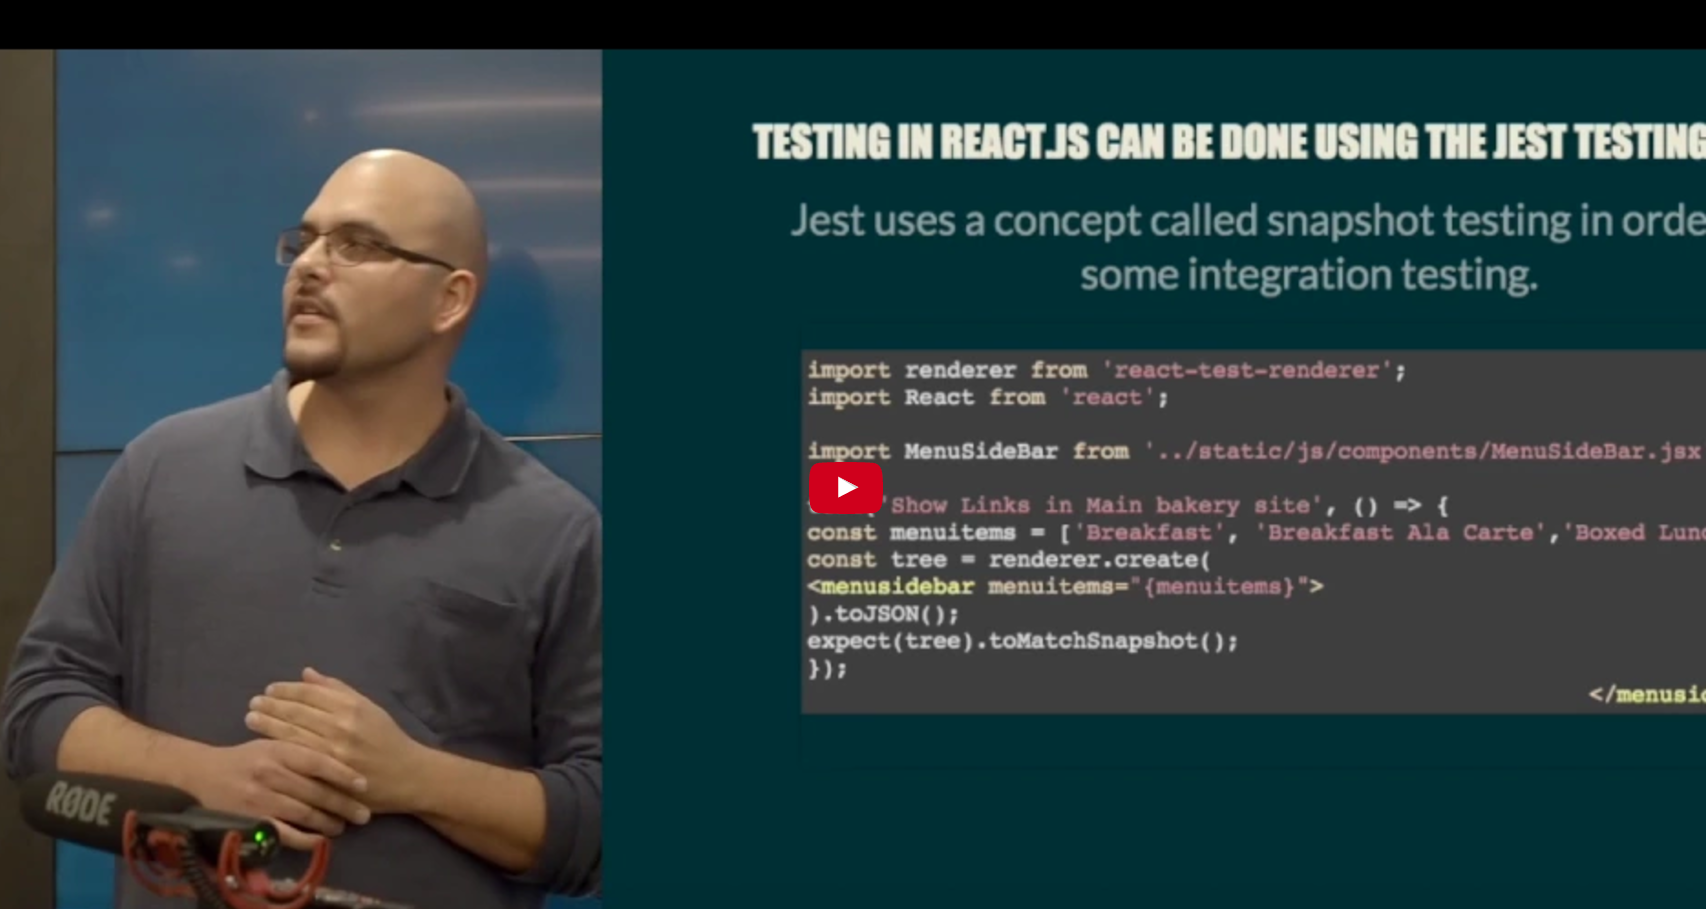 TESTING IN REACT.JS CAN BE DONE USING THE JEST TESTING
Jest uses a concept called snapshot testing in orde
some integration testing.
import renderer from 'react-test-renderer';
import React from 'react';
import MenuSideBar from '../static/js/components/MenuSideBar.jsx
'Show Links in Main bakery site', () => {
const menuitems = ['Breakfast', 'Breakfast Ala Carte','Boxed Lunc
const tree = renderer.create(
<menusidebar menuitems="{menuitems}">
).toJSON();
expect(tree).toMatchSnapshot();
});
</menusid
RØDE